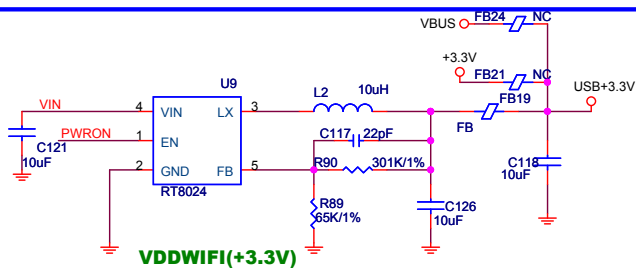 FB24 NC
VBUS
+3.3V
FB21 NC
USB+3.3V
U9
L2 10uH
FB19
VIN 4 VIN LX 3
FB
PWRON 1 EN
C117 22pF
C121
10uF
2 GND FB 5
R90 301K/1%
C118
10uF
RT8024
R89
65K/1%
C126
10uF
VDDWIFI(+3.3V)